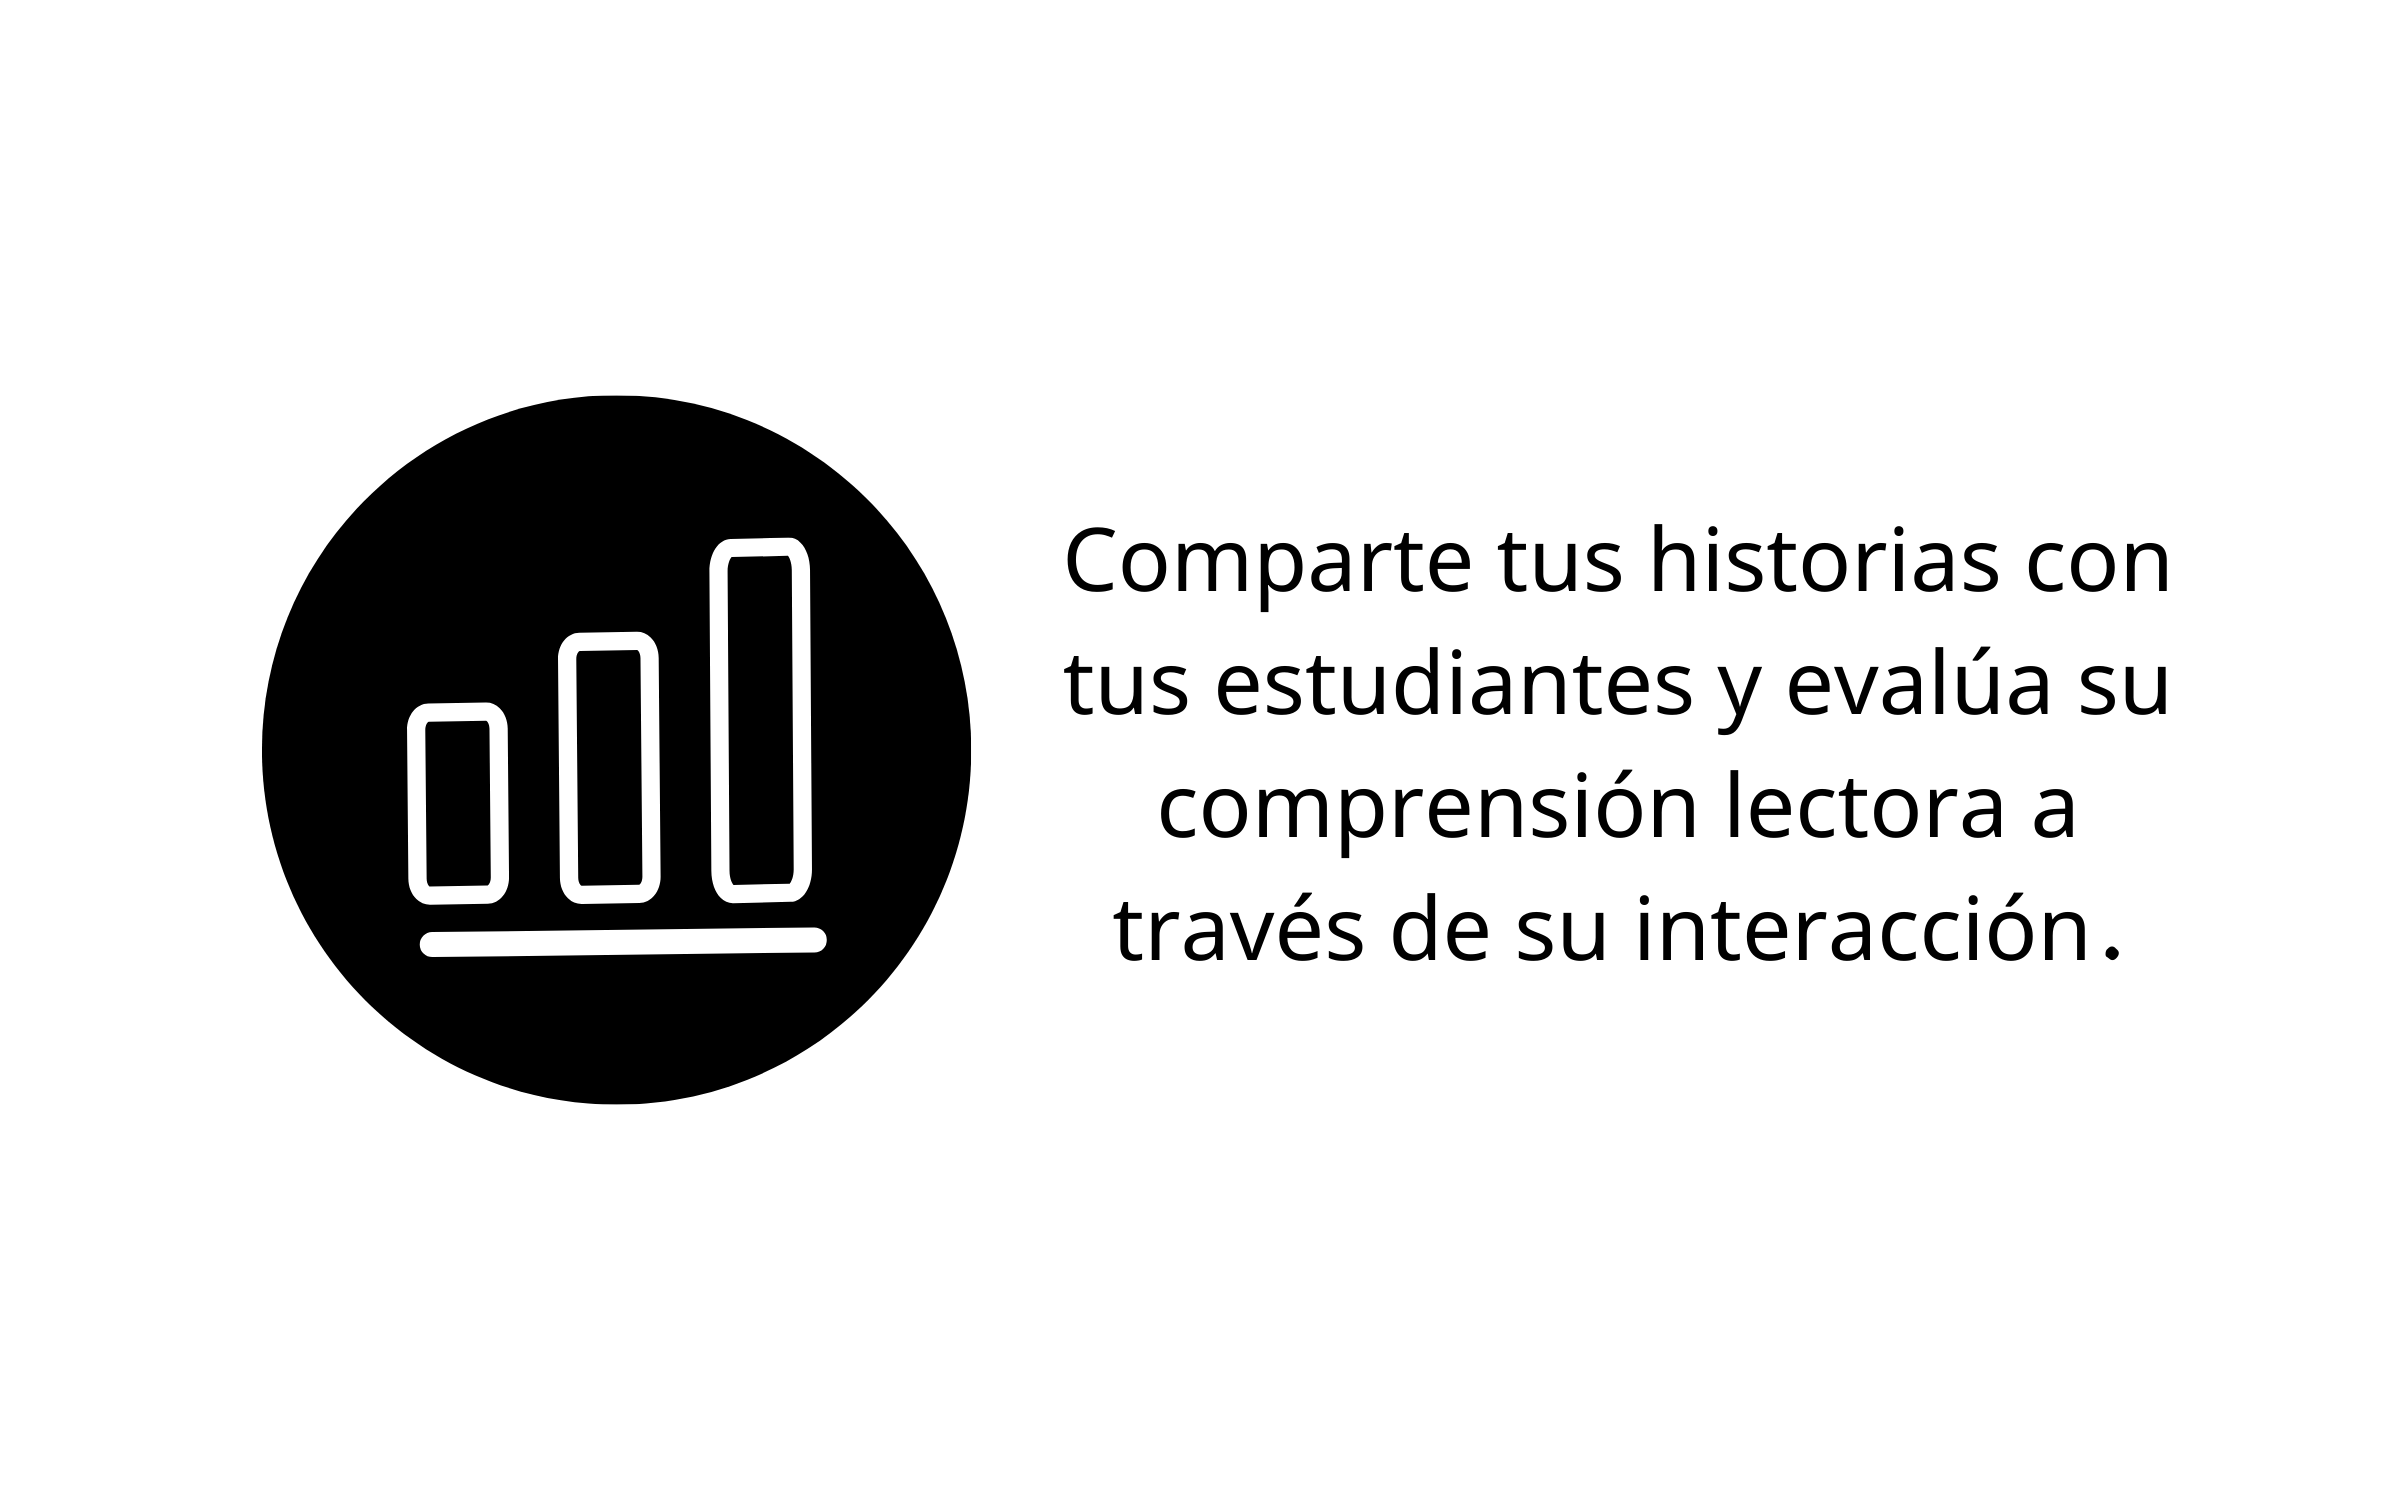 Comparte tus historias con
tus estudiantes y evalúa su
comprensión lectora a
través de su interacción.